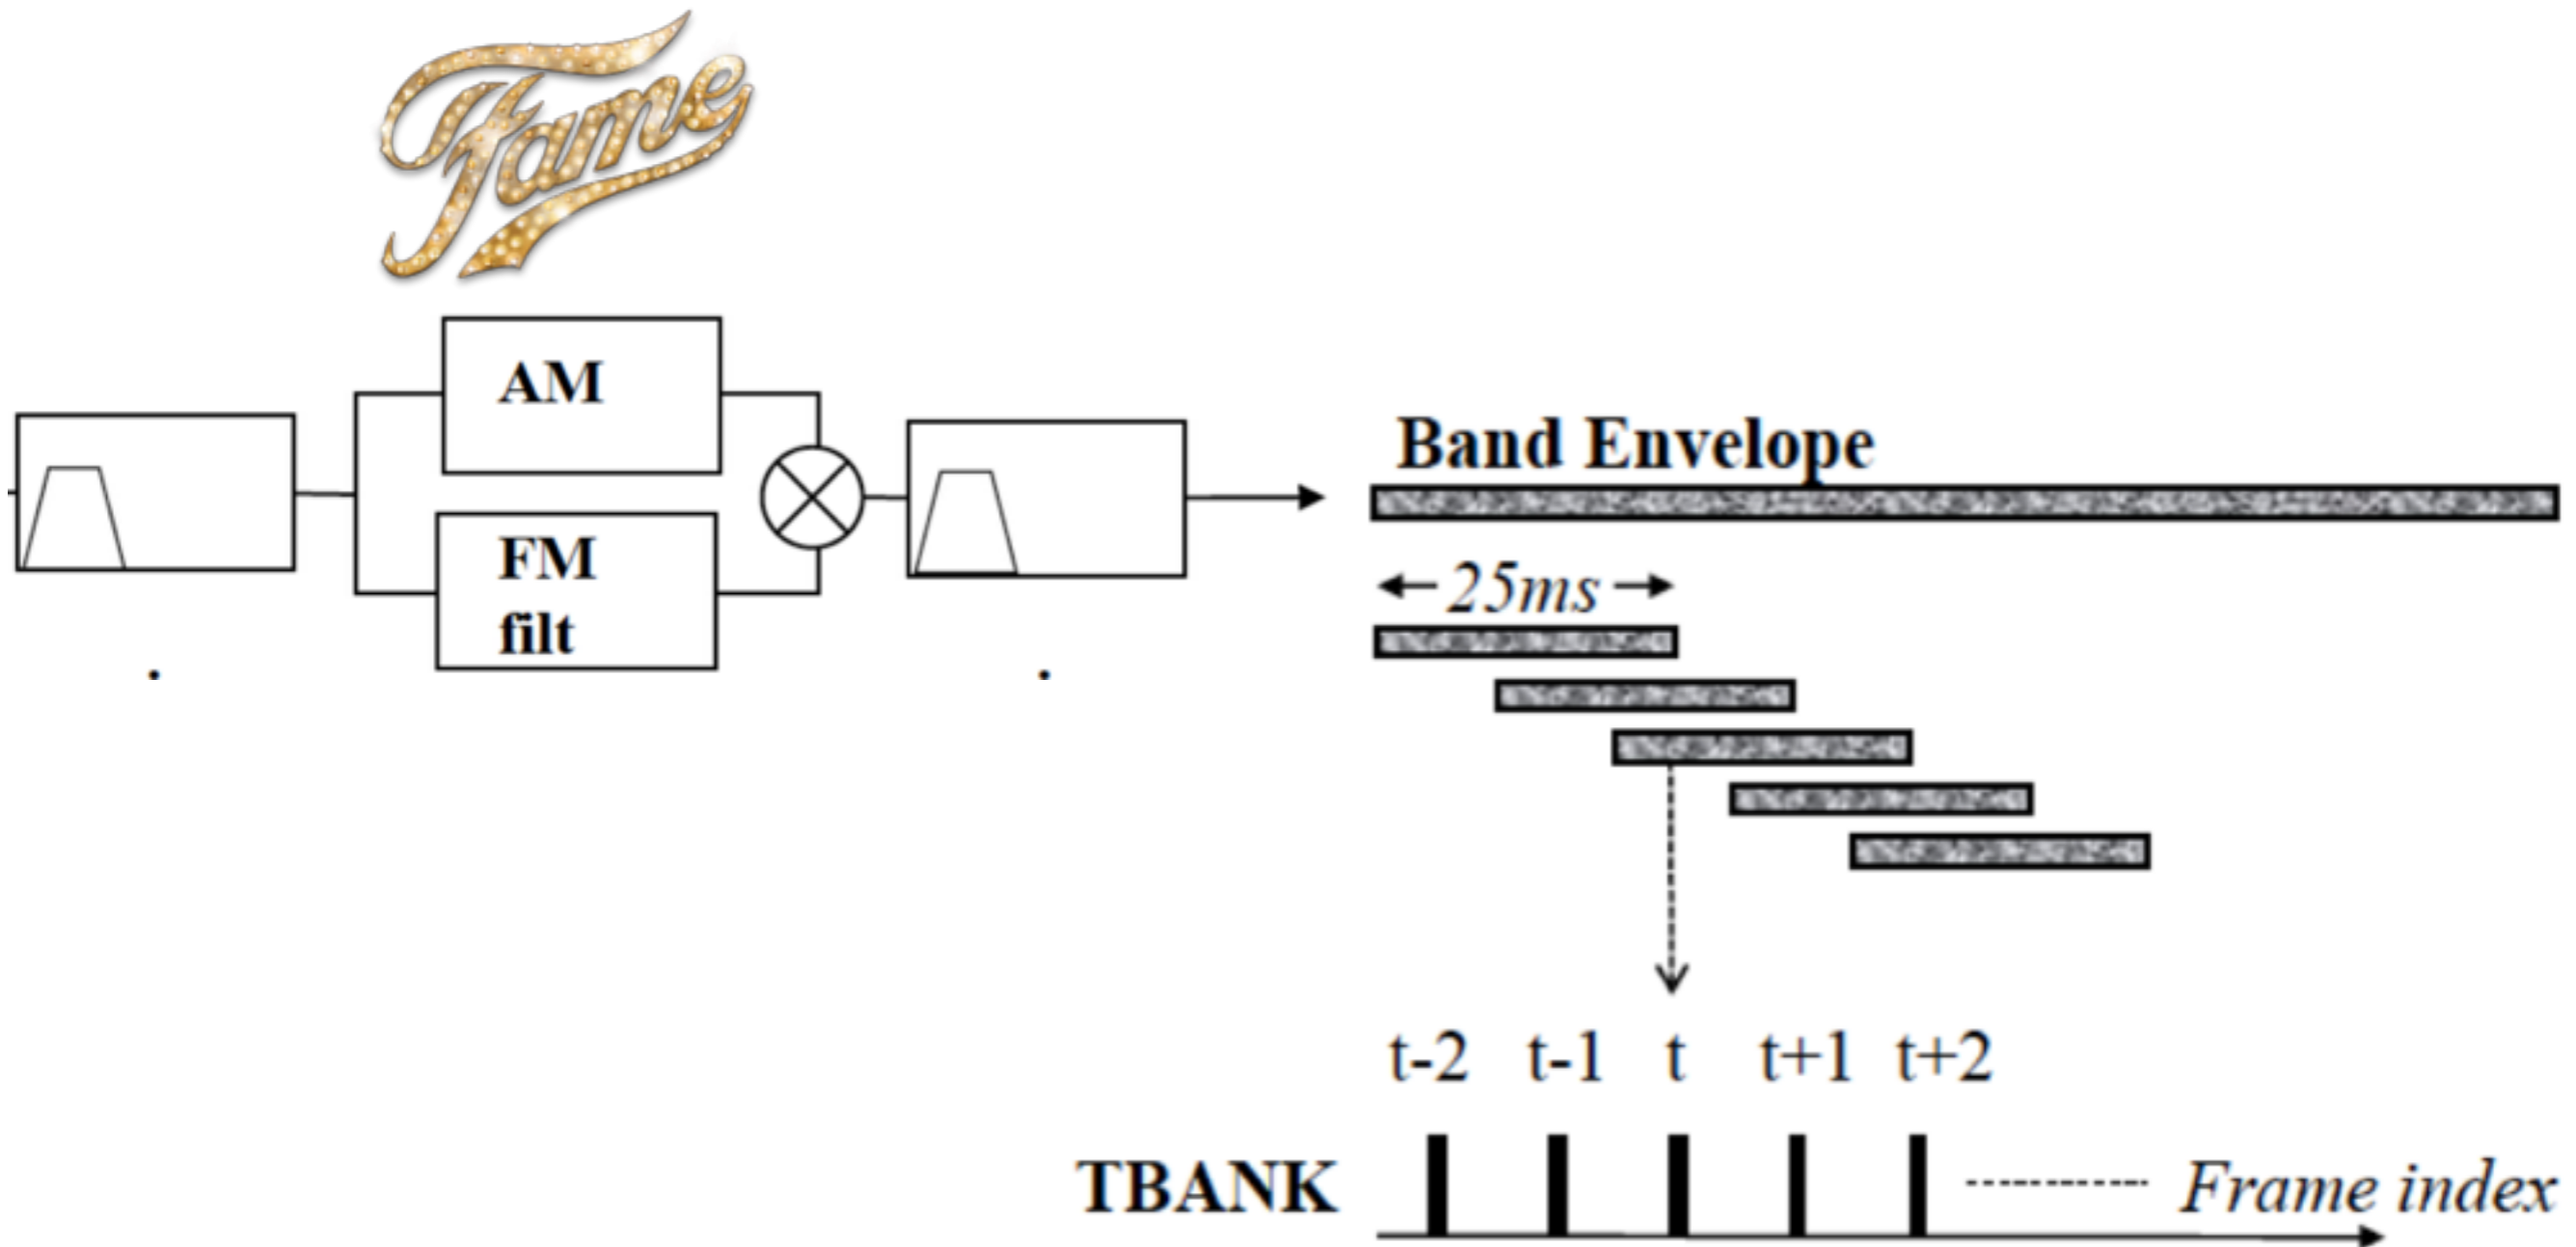 Fame
AM
FM
filt
Band Envelope
25ms
t-2 t-1 t t+1 t+2
TBANK
Frame index